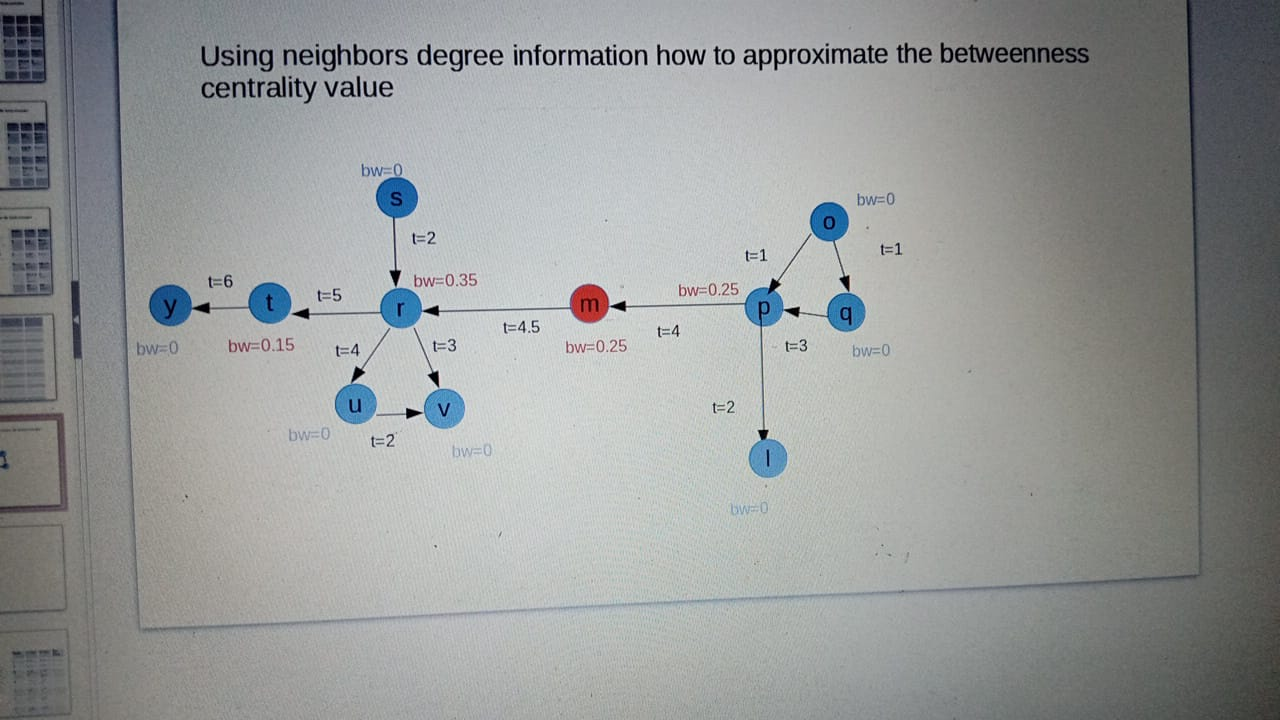 Using neighbors degree information how to approximate the betweenness
centrality value
bw=0
s
t=2
bw=0
o
t=1
t=1
t=6
t=5
bw=0.35
bw=0.25
y
t
r
m
p
q
t=4.5
t=4
bw=0
bw=0.15
t=4
t=3
bw=0.25
t=3
bw=0
u
v
t=2
bw=0
t=2
bw=0
l
bw=0